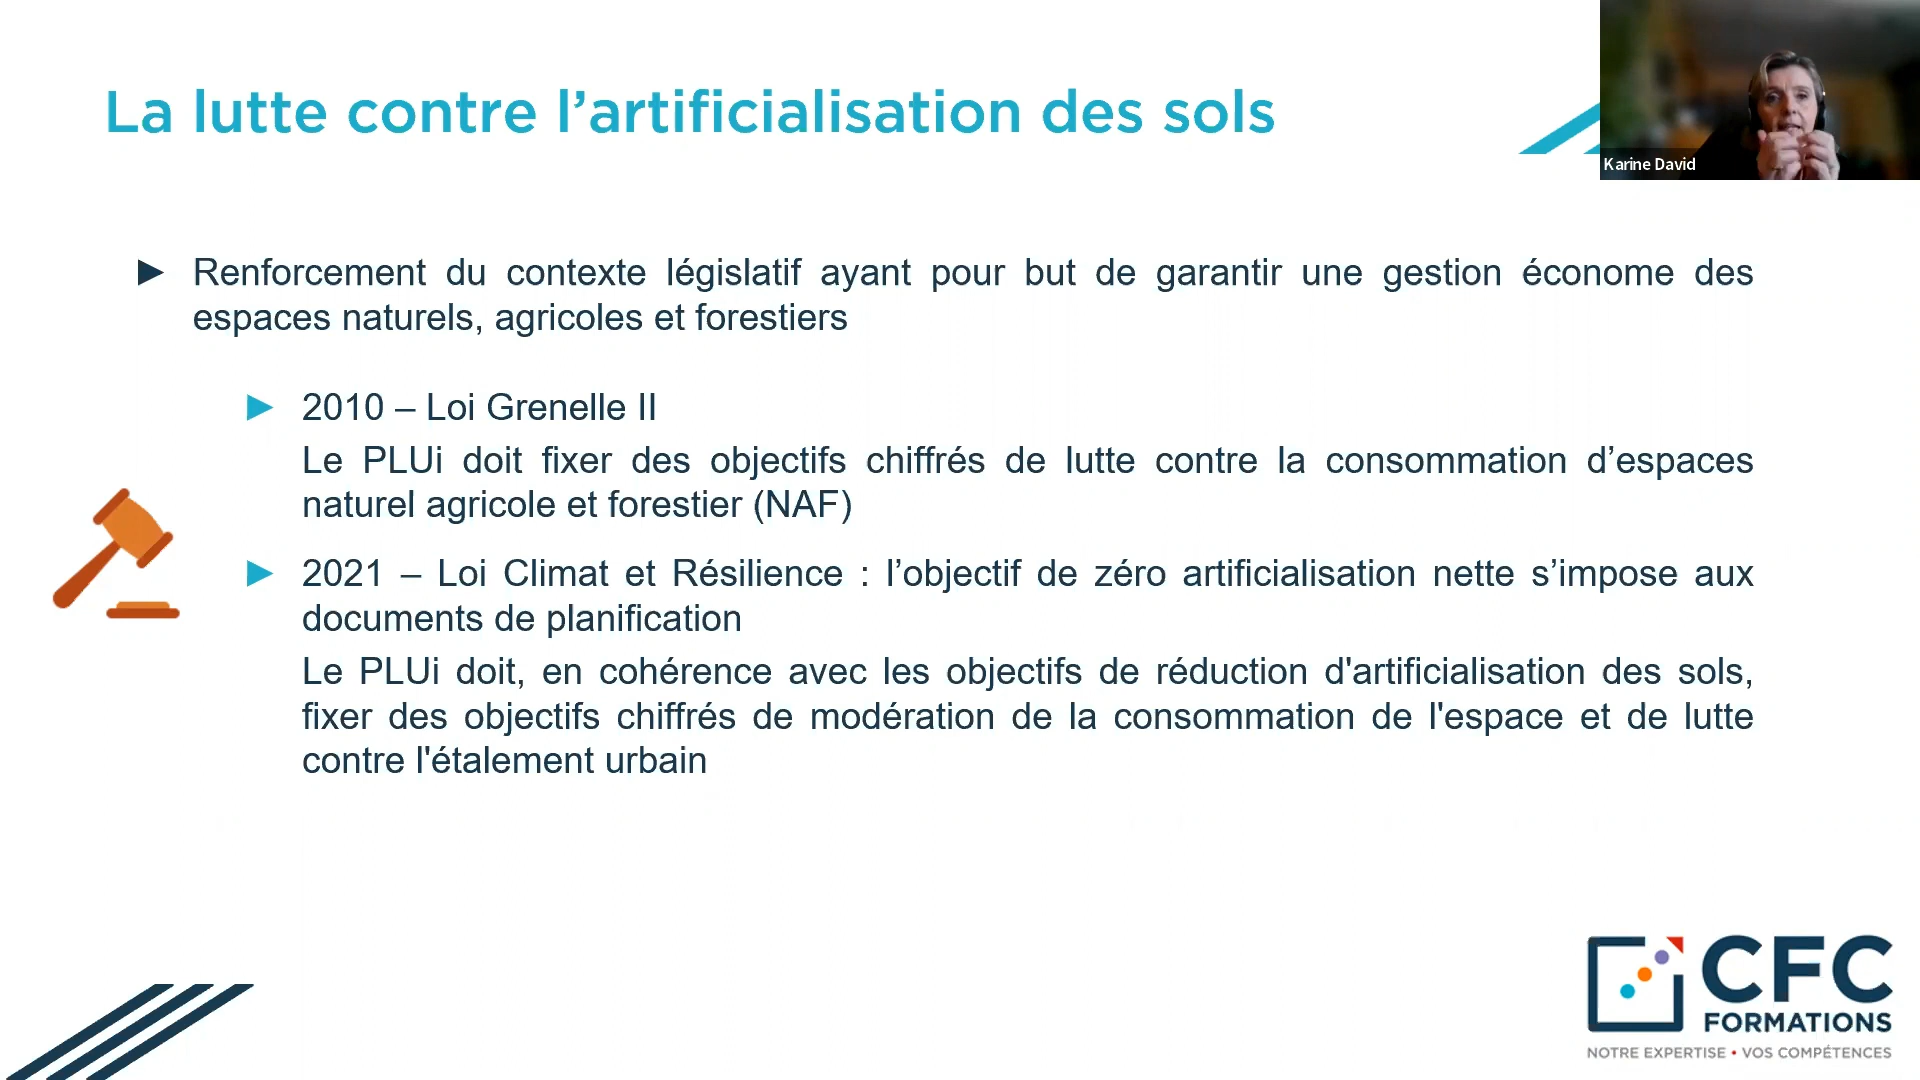 La lutte contre l’artificialisation des sols
Karine David
Renforcement du contexte législatif ayant pour but de garantir une gestion économe des
espaces naturels, agricoles et forestiers
2010 – Loi Grenelle II
Le PLUi doit fixer des objectifs chiffrés de lutte contre la consommation d’espaces
naturel agricole et forestier (NAF)
2021 – Loi Climat et Résilience : l’objectif de zéro artificialisation nette s’impose aux
documents de planification
Le PLUi doit, en cohérence avec les objectifs de réduction d'artificialisation des sols,
fixer des objectifs chiffrés de modération de la consommation de l'espace et de lutte
contre l'étalement urbain
CFC
FORMATIONS
NOTRE EXPERTISE • VOS COMPÉTENCES